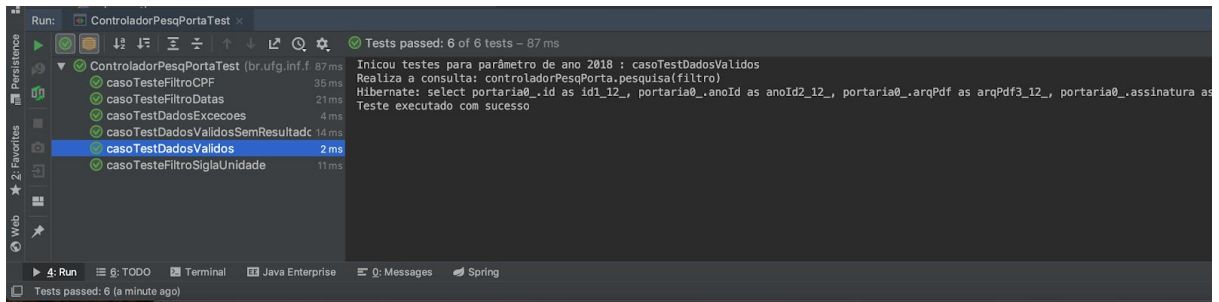 Run: ControladorPesqPortaTest ×
Persistence
Tests passed: 6 of 6 tests – 87 ms
ControladorPesqPortaTest (br.ufg.inf.f 87 ms
casoTesteFiltroCPF 35 ms
casoTesteFiltroDatas 21 ms
casoTestDadosExcecoes 4 ms
casoTestDadosValidosSemResultado 14 ms
casoTestDadosValidos 2 ms
casoTesteFiltroSiglaUnidade 11 ms
Inicou testes para parâmetro de ano 2018 : casoTestDadosValidos
Realiza a consulta: controladorPesqPorta.pesquisa(filtro)
Hibernate: select portaria0_.id as id1_12_, portaria0_.anoId as anoId2_12_, portaria0_.arqPdf as arqPdf3_12_, portaria0_.assinatura as
Teste executado com sucesso
2: Favorites
Web
4: Run 6: TODO Terminal Java Enterprise 0: Messages Spring
Tests passed: 6 (a minute ago)